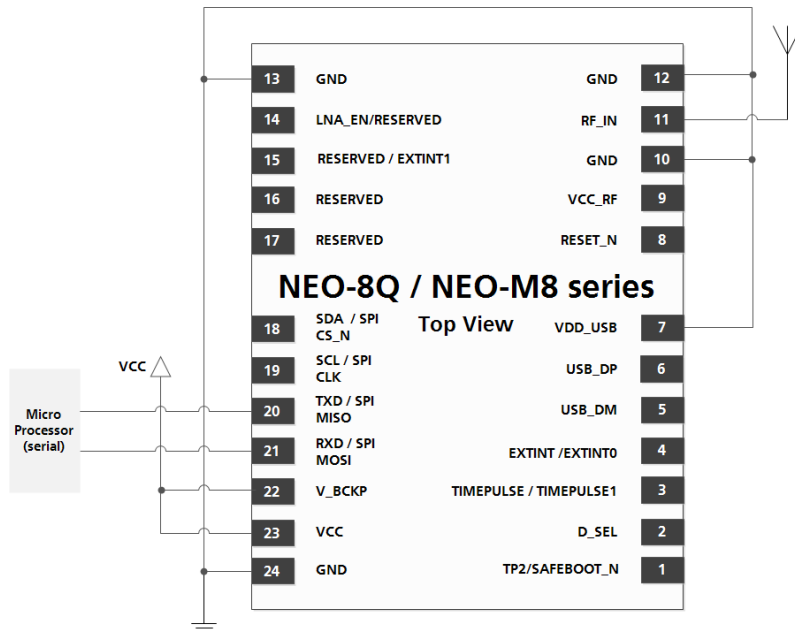 13 GND GND 12
14 LNA_EN/RESERVED RF_IN 11
15 RESERVED / EXTINT1 GND 10
16 RESERVED VCC_RF 9
17 RESERVED RESET_N 8
NEO-8Q / NEO-M8 series
Top View
18 SDA / SPI
CS_N
VDD_USB 7
VCC
19 SCL / SPI
CLK
USB_DP 6
Micro
Processor
(serial)
20 TXD / SPI
MISO
USB_DM 5
21 RXD / SPI
MOSI
EXTINT /EXTINT0 4
22 V_BCKP TIMEPULSE / TIMEPULSE1 3
23 VCC D_SEL 2
24 GND TP2/SAFEBOOT_N 1